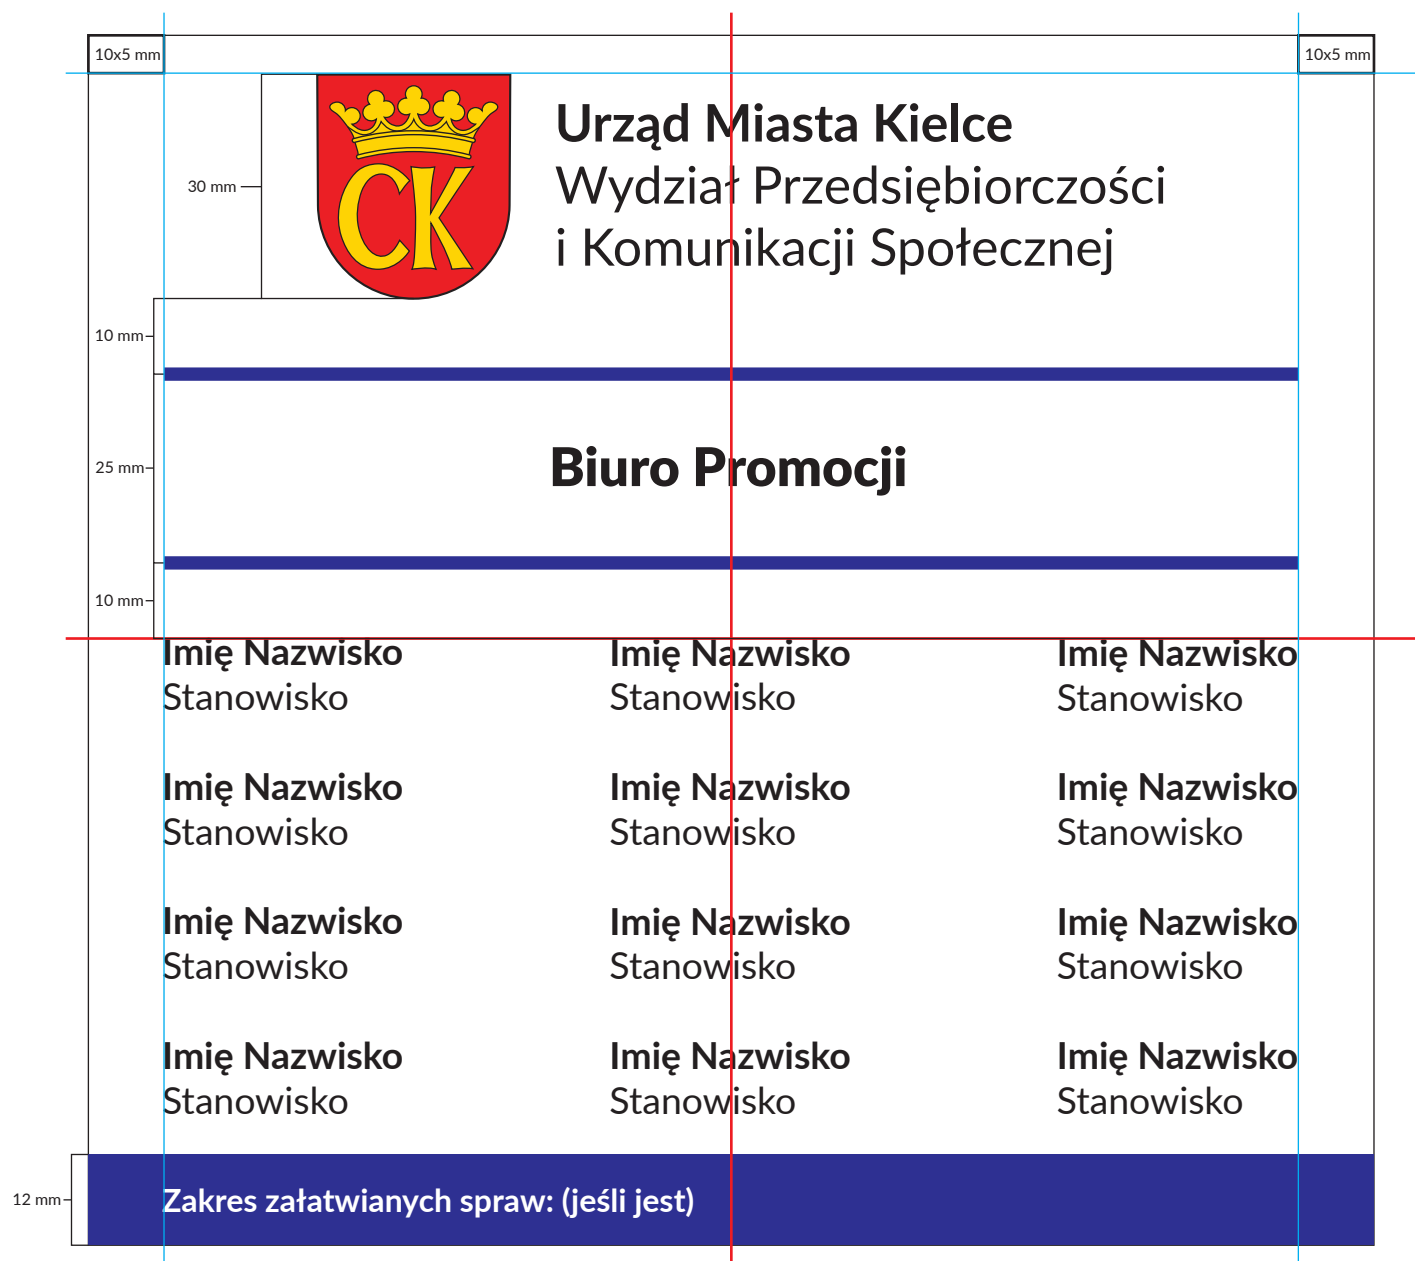 10x5 mm
10x5 mm
CK
Urząd Miasta Kielce
Wydział Przedsiębiorczości
i Komunikacji Społecznej
30 mm
10 mm
25 mm
Biuro Promocji
10 mm
Imię Nazwisko Imię Nazwisko Imię Nazwisko
Stanowisko Stanowisko Stanowisko
Imię Nazwisko Imię Nazwisko Imię Nazwisko
Stanowisko Stanowisko Stanowisko
Imię Nazwisko Imię Nazwisko Imię Nazwisko
Stanowisko Stanowisko Stanowisko
Imię Nazwisko Imię Nazwisko Imię Nazwisko
Stanowisko Stanowisko Stanowisko
12 mm
Zakres załatwianych spraw: (jeśli jest)